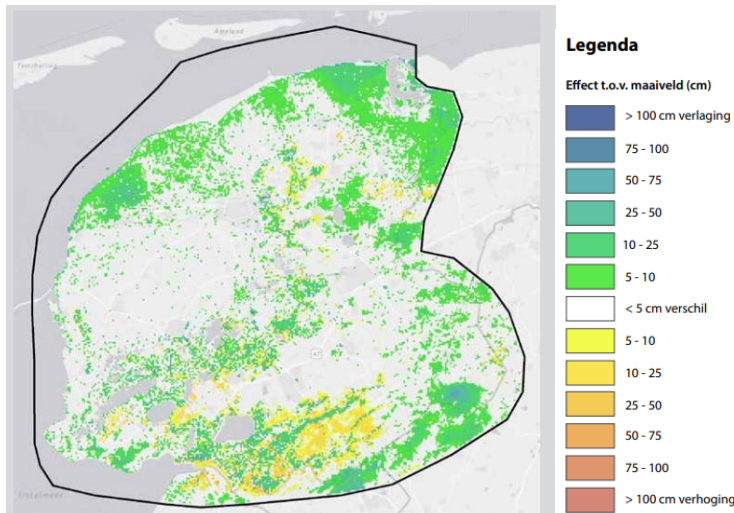 Ameland
Terschelling
A7
IJsselmeer
Legenda
Effect t.o.v. maaiveld (cm)
> 100 cm verlaging
75 - 100
50 - 75
25 - 50
10 - 25
5 - 10
< 5 cm verschil
5 - 10
10 - 25
25 - 50
50 - 75
75 - 100
> 100 cm verhoging